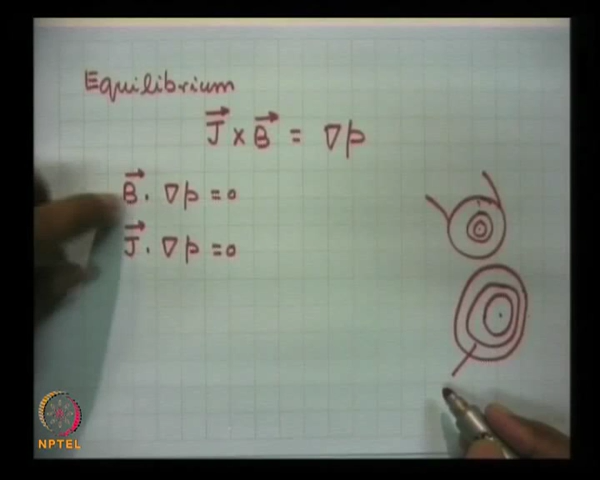 Equilibrium
J⃗ × B⃗ = ∇p
B⃗ · ∇p = 0
J⃗ · ∇p = 0
NPTEL